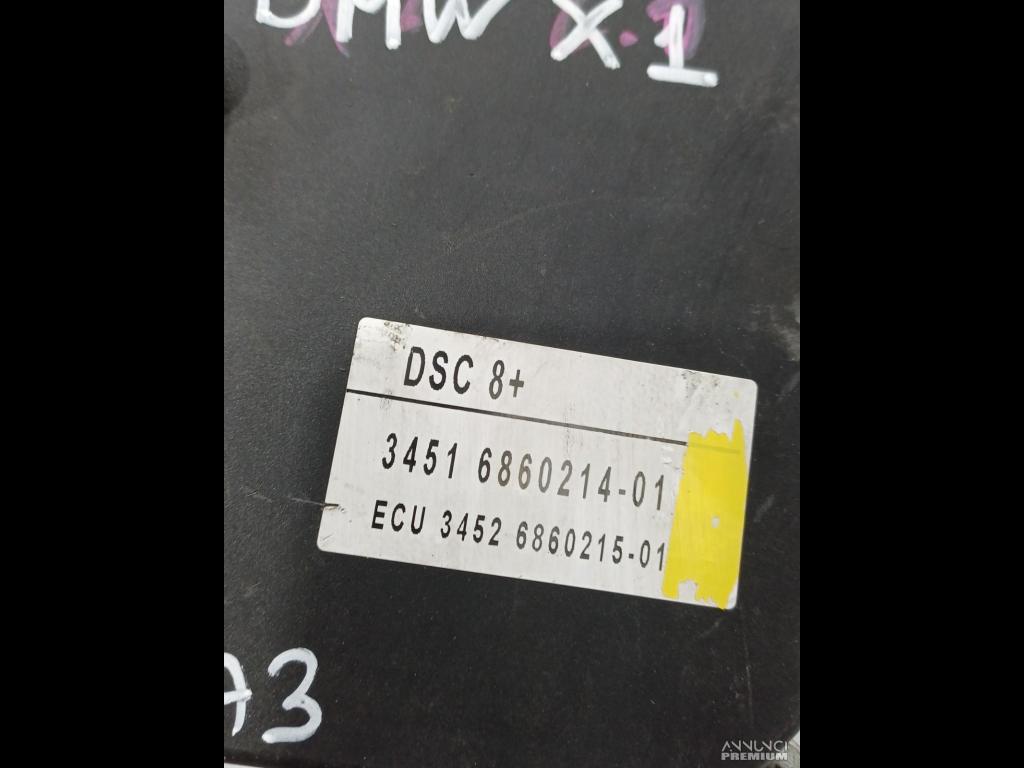 BMW X1
DSC 8+
3451 6860214-01
ECU 3452 6860215-01
A3
ANNUNCI
PREMIUM